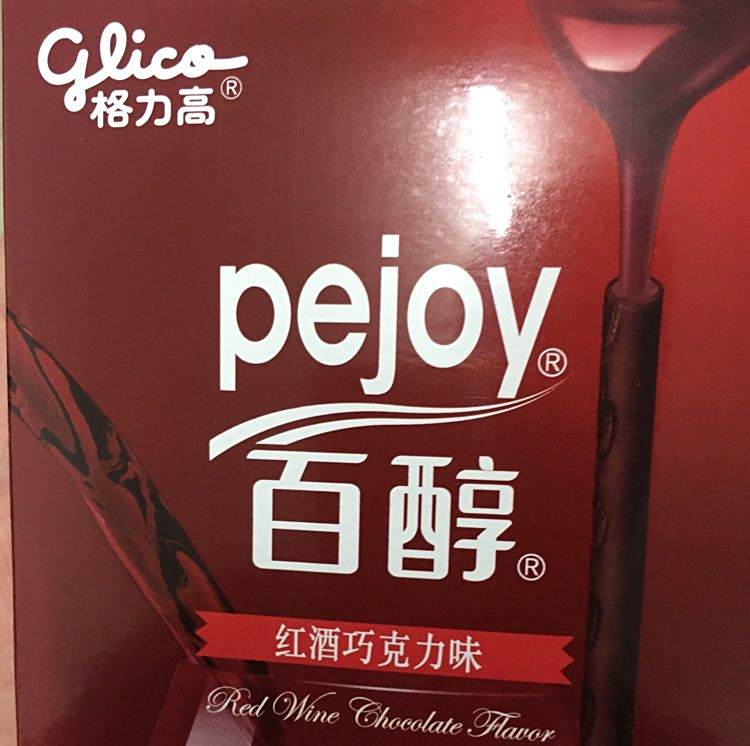 Glico®
格力高®
pejoy®
百醇®
红酒巧克力味
Red Wine Chocolate Flavor